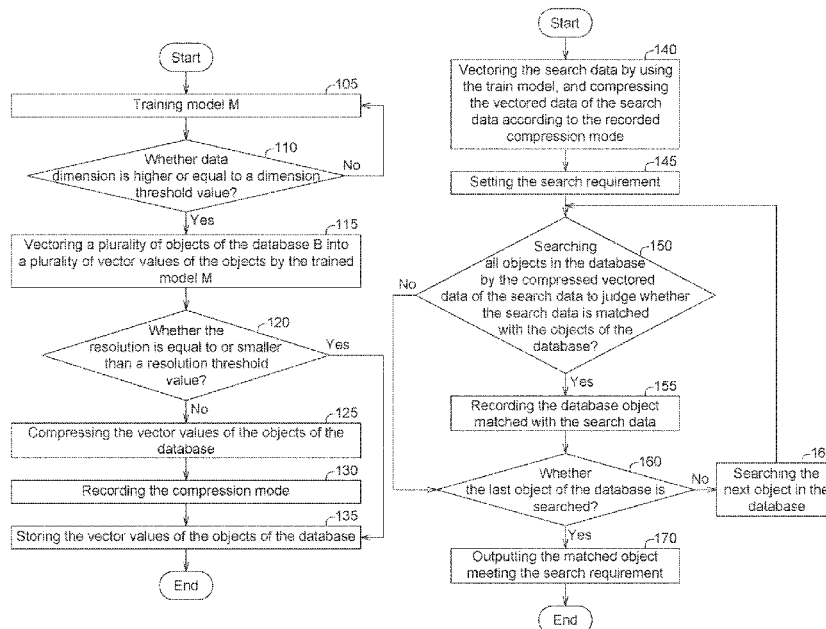 Start
105
Training model M
110
Whether data
dimension is higher or equal to a dimension
threshold value?
No
Yes
115
Vectoring a plurality of objects of the database B into
a plurality of vector values of the objects by the trained
model M
120
Whether the
resolution is equal to or smaller
than a resolution threshold
value?
Yes
No
125
Compressing the vector values of the objects of the
database
130
Recording the compression mode
135
Storing the vector values of the objects of the database
End
Start
140
Vectoring the search data by using
the train model, and compressing
the vectored data of the search
data according to the recorded
compression mode
145
Setting the search requirement
150
Searching
all objects in the database
by the compressed vectored
data of the search data to judge whether
the search data is matched
with the objects of the
database?
No
Yes
155
Recording the database object
matched with the search data
160
Whether
the last object of the database is
searched?
No
16
Searching the
next object in the
database
Yes
170
Outputting the matched object
meeting the search requirement
End